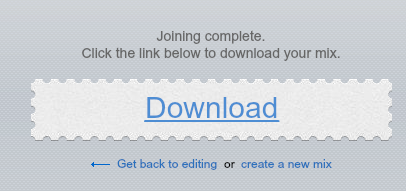 Joining complete.
Click the link below to download your mix.
Download
⟵ Get back to editing or create a new mix